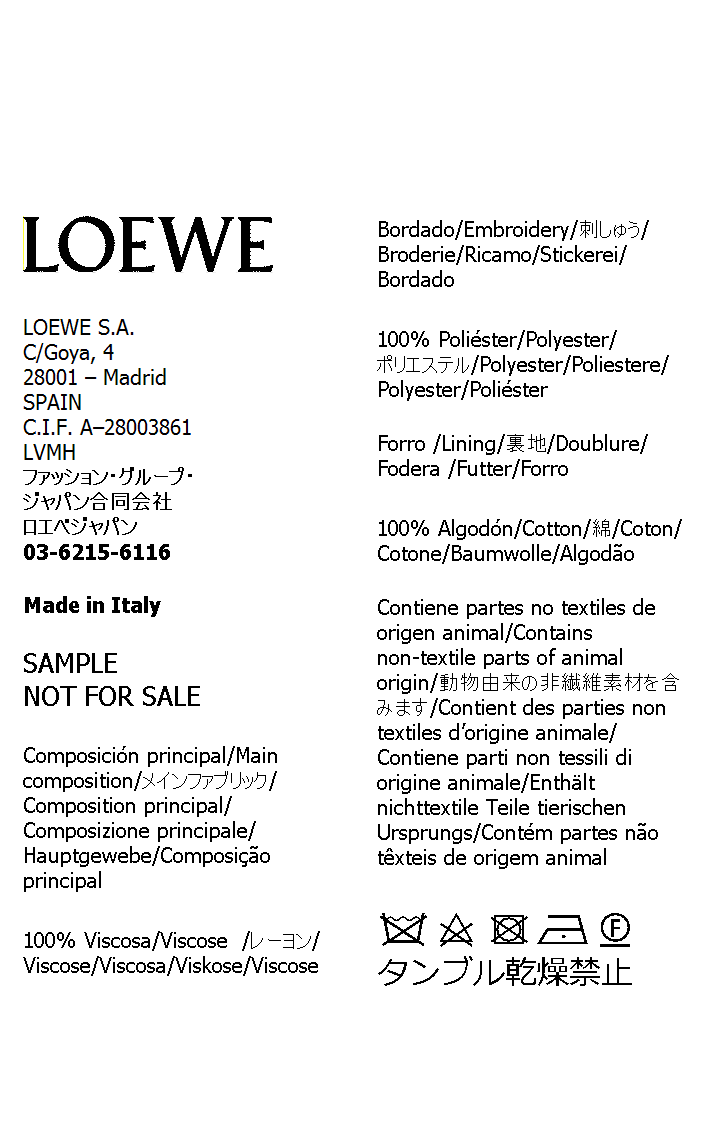 LOEWE
LOEWE S.A.
C/Goya, 4
28001 – Madrid
SPAIN
C.I.F. A–28003861
LVMH
ファッション・グループ・
ジャパン合同会社
ロエベジャパン
03-6215-6116
Made in Italy
SAMPLE
NOT FOR SALE
Composición principal/Main
composition/メインファブリック/
Composition principal/
Composizione principale/
Hauptgewebe/Composição
principal
100% Viscosa/Viscose /レーヨン/
Viscose/Viscosa/Viskose/Viscose
Bordado/Embroidery/刺しゅう/
Broderie/Ricamo/Stickerei/
Bordado
100% Poliéster/Polyester/
ポリエステル/Polyester/Poliestere/
Polyester/Poliéster
Forro /Lining/裏地/Doublure/
Fodera /Futter/Forro
100% Algodón/Cotton/綿/Coton/
Cotone/Baumwolle/Algodão
Contiene partes no textiles de
origen animal/Contains
non-textile parts of animal
origin/動物由来の非繊維素材を含
みます/Contient des parties non
textiles d’origine animale/
Contiene parti non tessili di
origine animale/Enthält
nichttextile Teile tierischen
Ursprungs/Contém partes não
têxteis de origem animal
F
タンブル乾燥禁止